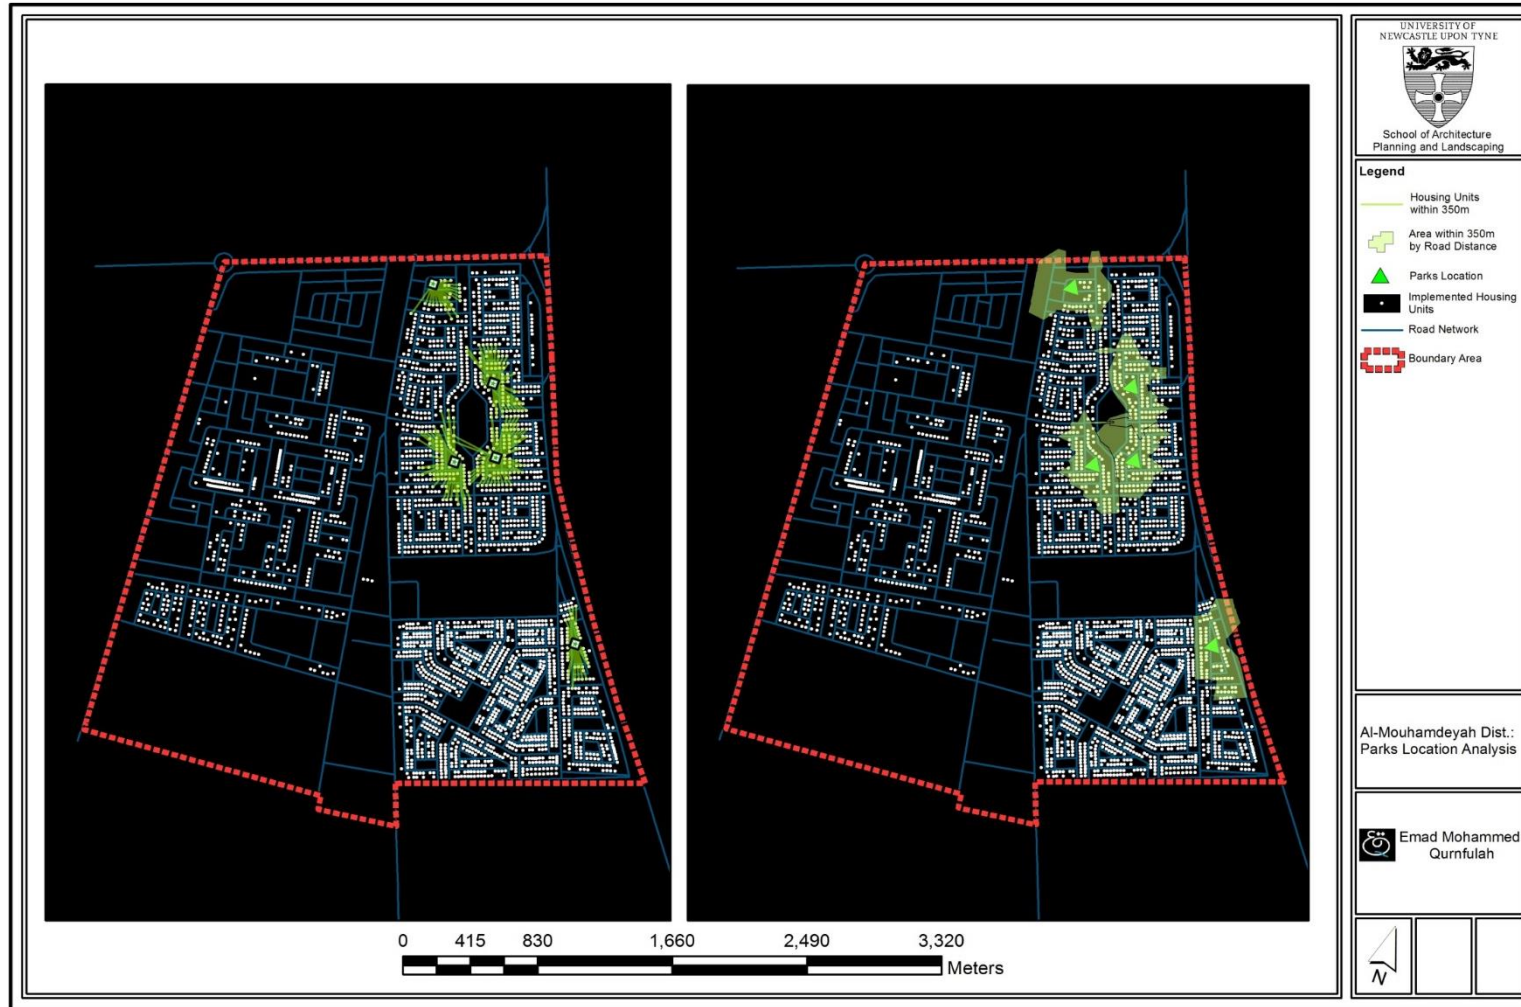 UNIVERSITY OF
NEWCASTLE UPON TYNE
School of Architecture
Planning and Landscaping
Legend
Housing Units
within 350m
Area within 350m
by Road Distance
Parks Location
Implemented Housing
Units
Road Network
Boundary Area
Al-Mouhamdeyah Dist.:
Parks Location Analysis
Emad Mohammed
Qurnfulah
N
0 415 830 1,660 2,490 3,320
Meters